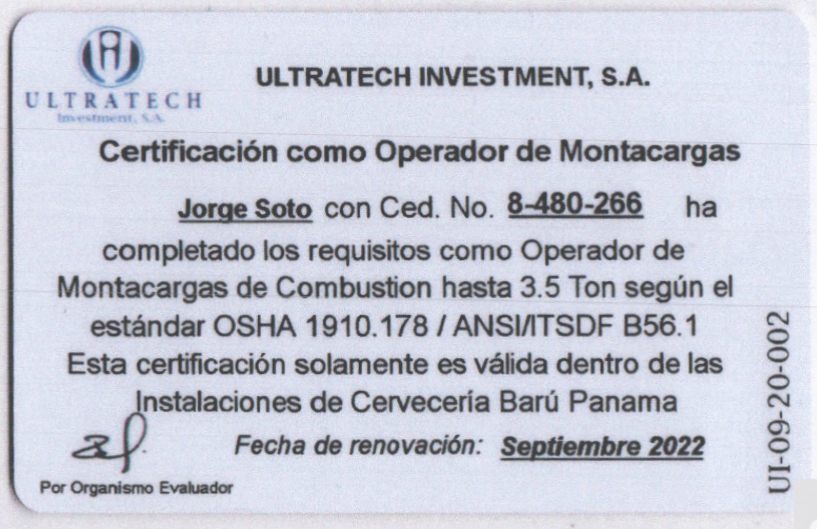 ULTRATECH
Investment, S.A.
ULTRATECH INVESTMENT, S.A.
Certificación como Operador de Montacargas
Jorge Soto con Ced. No. 8-480-266 ha
completado los requisitos como Operador de
Montacargas de Combustion hasta 3.5 Ton según el
estándar OSHA 1910.178 / ANSI/ITSDF B56.1
Esta certificación solamente es válida dentro de las
Instalaciones de Cervecería Barú Panama
Fecha de renovación: Septiembre 2022
Por Organismo Evaluador
UI-09-20-002